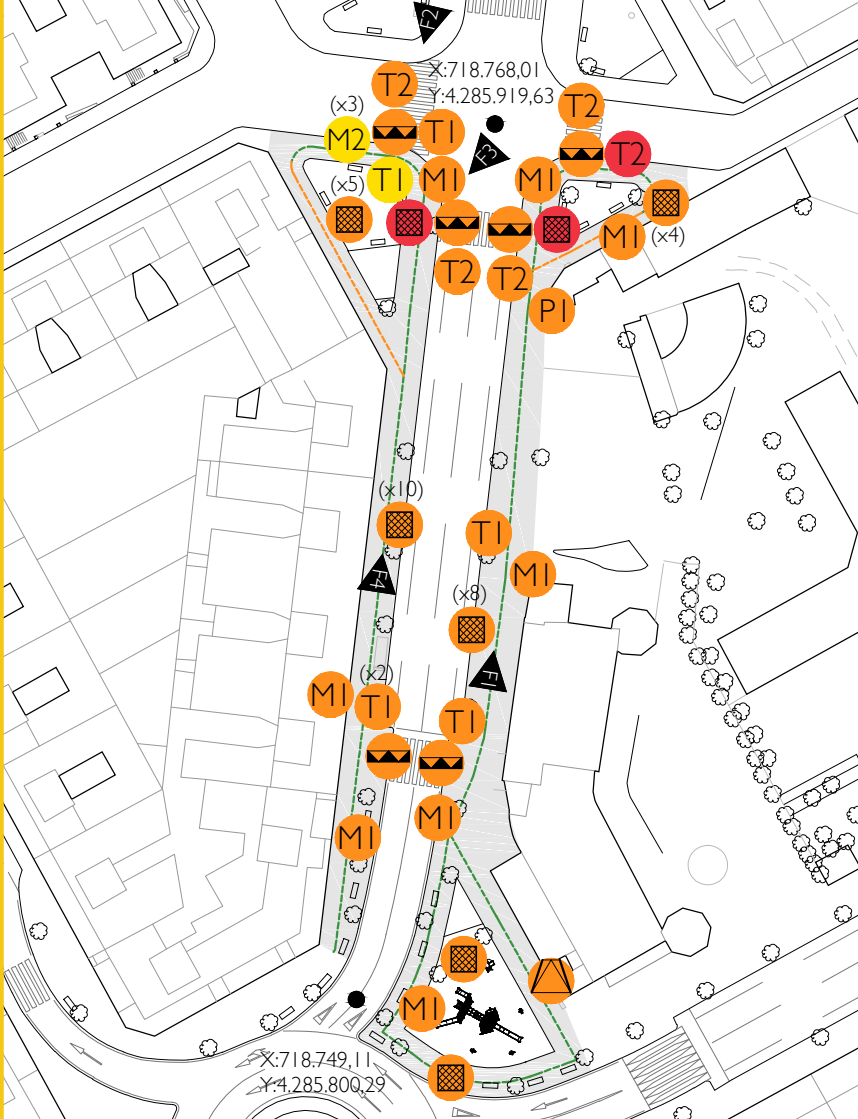 F2
X:718.768,01
T2
Y:4.285.919,63
(x3)
T2
M2
T1
F3
T2
(x5)
T1
M1
M1
M1
(x4)
T2
T2
P1
(x10)
T1
F4
M1
(x8)
F1
M1
(x2)
T1
T1
M1
M1
M1
X:718.749,11
Y:4.285.800,29